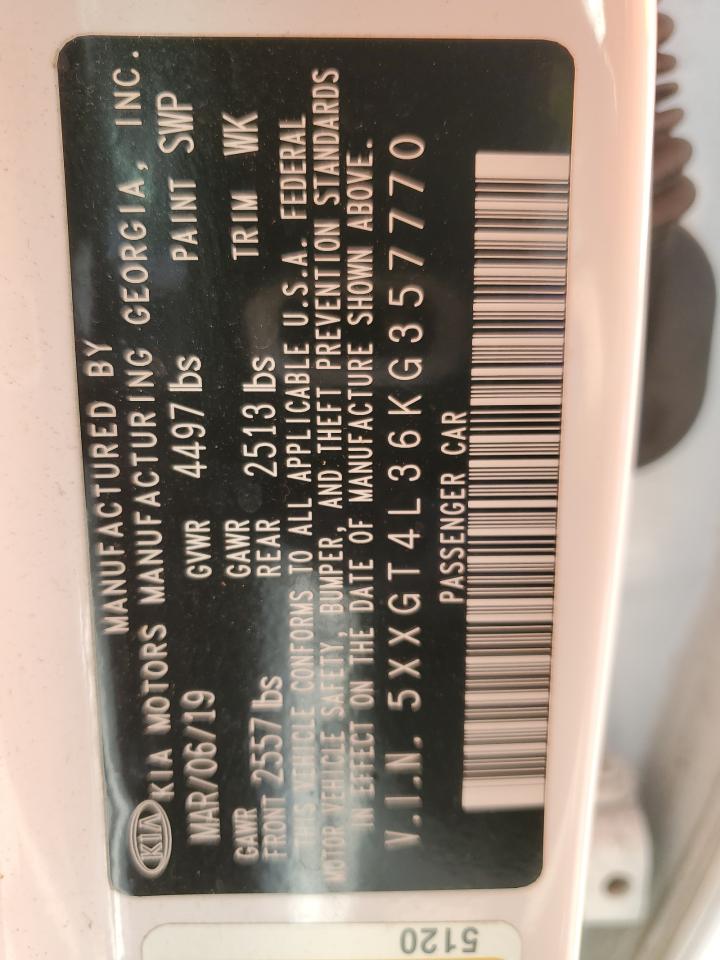 MANUFACTURED BY
KIA KIA MOTORS MANUFACTURING GEORGIA, INC.
MAR/06/19 GVWR 4497 lbs PAINT SWP
GAWR FRONT 2557 lbs GAWR REAR 2513 lbs TRIM WK
THIS VEHICLE CONFORMS TO ALL APPLICABLE U.S.A. FEDERAL
MOTOR VEHICLE SAFETY, BUMPER, AND THEFT PREVENTION STANDARDS
IN EFFECT ON THE DATE OF MANUFACTURE SHOWN ABOVE.
V.I.N. 5XXGT4L36KG357770
PASSENGER CAR
5120